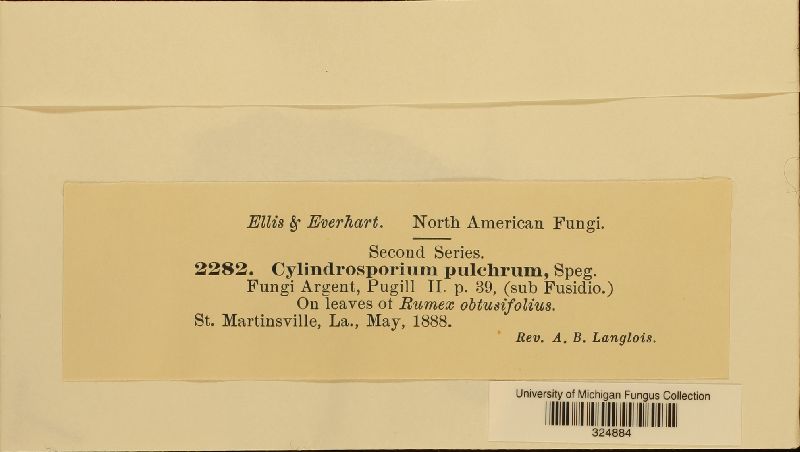 Ellis & Everhart. North American Fungi.
Second Series.
2282. Cylindrosporium pulchrum, Speg.
Fungi Argent, Pugill II. p. 39, (sub Fusidio.)
On leaves ot Rumex obtusifolius.
St. Martinsville, La., May, 1888.
Rev. A. B. Langlois.
University of Michigan Fungus Collection
324884